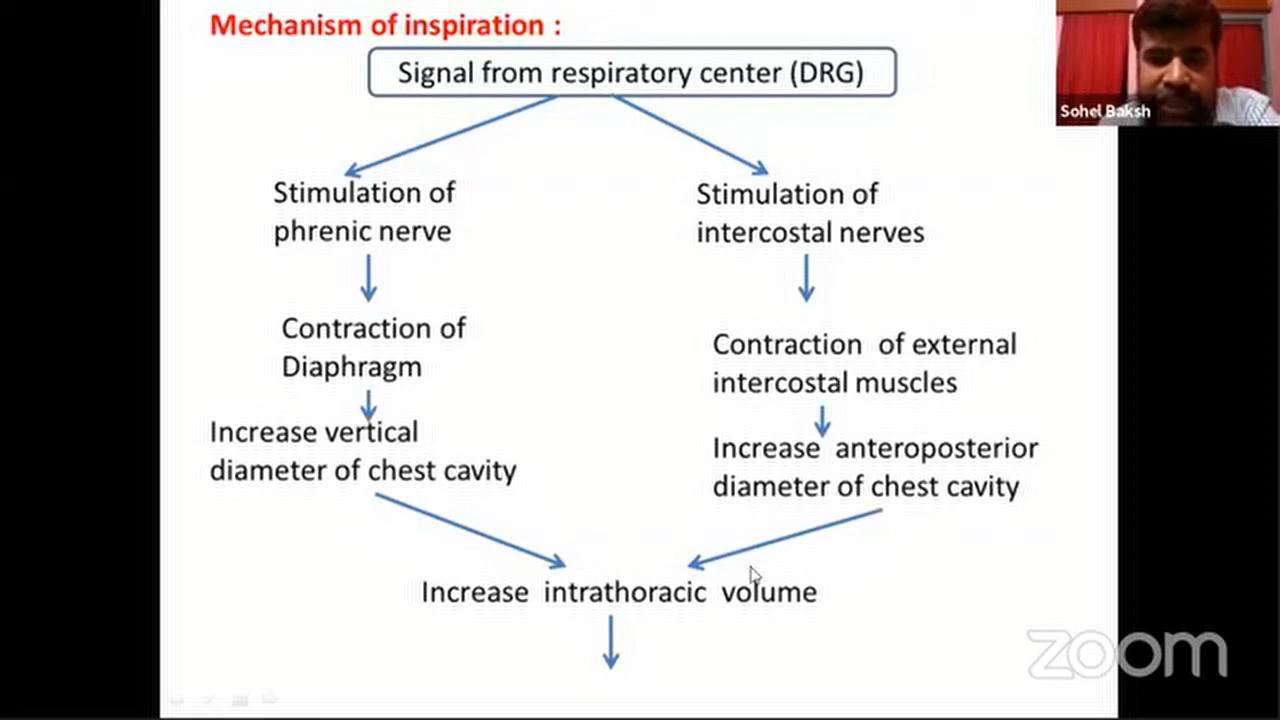 Mechanism of inspiration :
Signal from respiratory center (DRG)
Sohel Baksh
Stimulation of
phrenic nerve
Stimulation of
intercostal nerves
Contraction of
Diaphragm
Contraction of external
intercostal muscles
Increase vertical
diameter of chest cavity
Increase anteroposterior
diameter of chest cavity
Increase intrathoracic volume
zoom